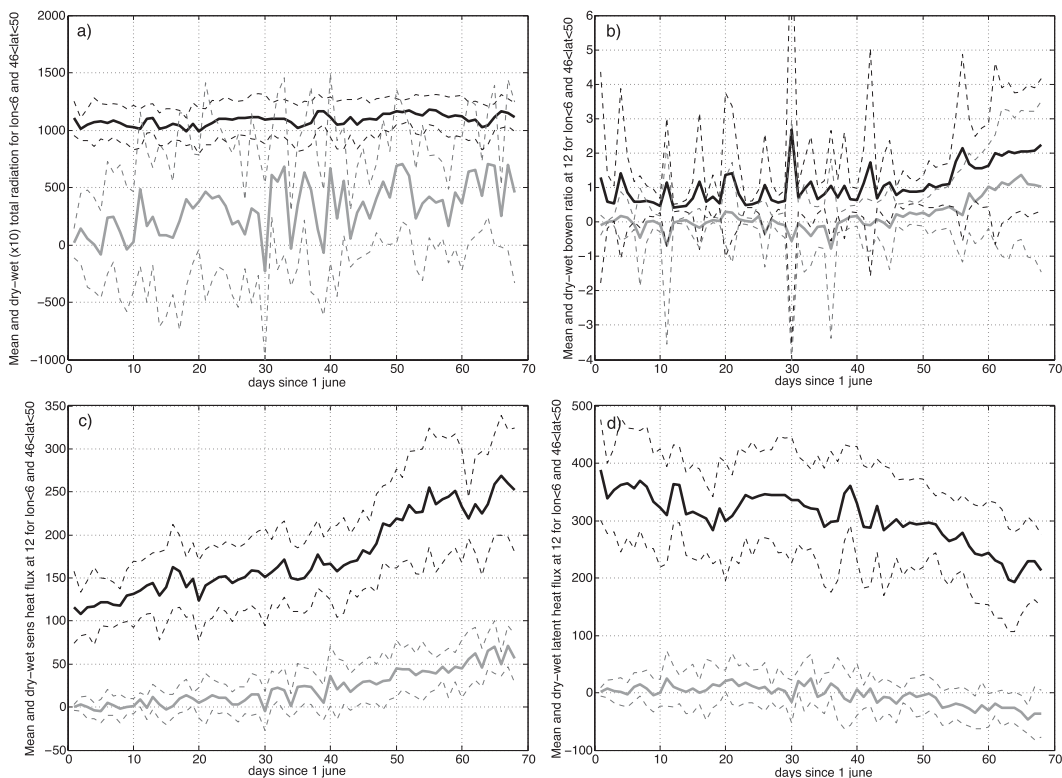 a)
Mean and dry−wet (x10) total radiation for lon<6 and 46<lat<50
2000
1500
1000
500
0
−500
−1000
0 10 20 30 40 50 60 70
days since 1 june
b)
Mean and dry−wet bowen ratio at 12 for lon<6 and 46<lat<50
6
5
4
3
2
1
0
−1
−2
−3
−4
0 10 20 30 40 50 60 70
days since 1 june
c)
Mean and dry−wet sens heat flux at 12 for lon<6 and 46<lat<50
350
300
250
200
150
100
50
0
−50
0 10 20 30 40 50 60 70
days since 1 june
d)
Mean and dry−wet latent heat flux at 12 for lon<6 and 46<lat<50
500
400
300
200
100
0
−100
0 10 20 30 40 50 60 70
days since 1 june